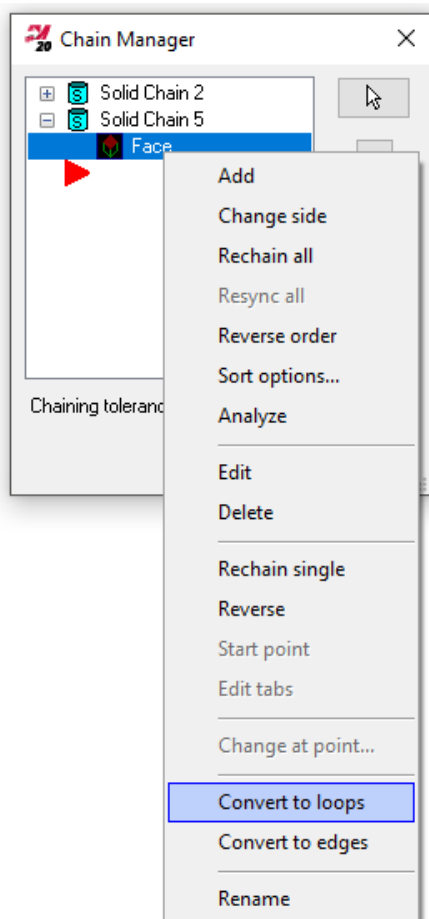 20 Chain Manager
Solid Chain 2
Solid Chain 5
Face
Add
Change side
Rechain all
Resync all
Reverse order
Sort options...
Analyze
Chaining toleranc
Edit
Delete
Rechain single
Reverse
Start point
Edit tabs
Change at point...
Convert to loops
Convert to edges
Rename